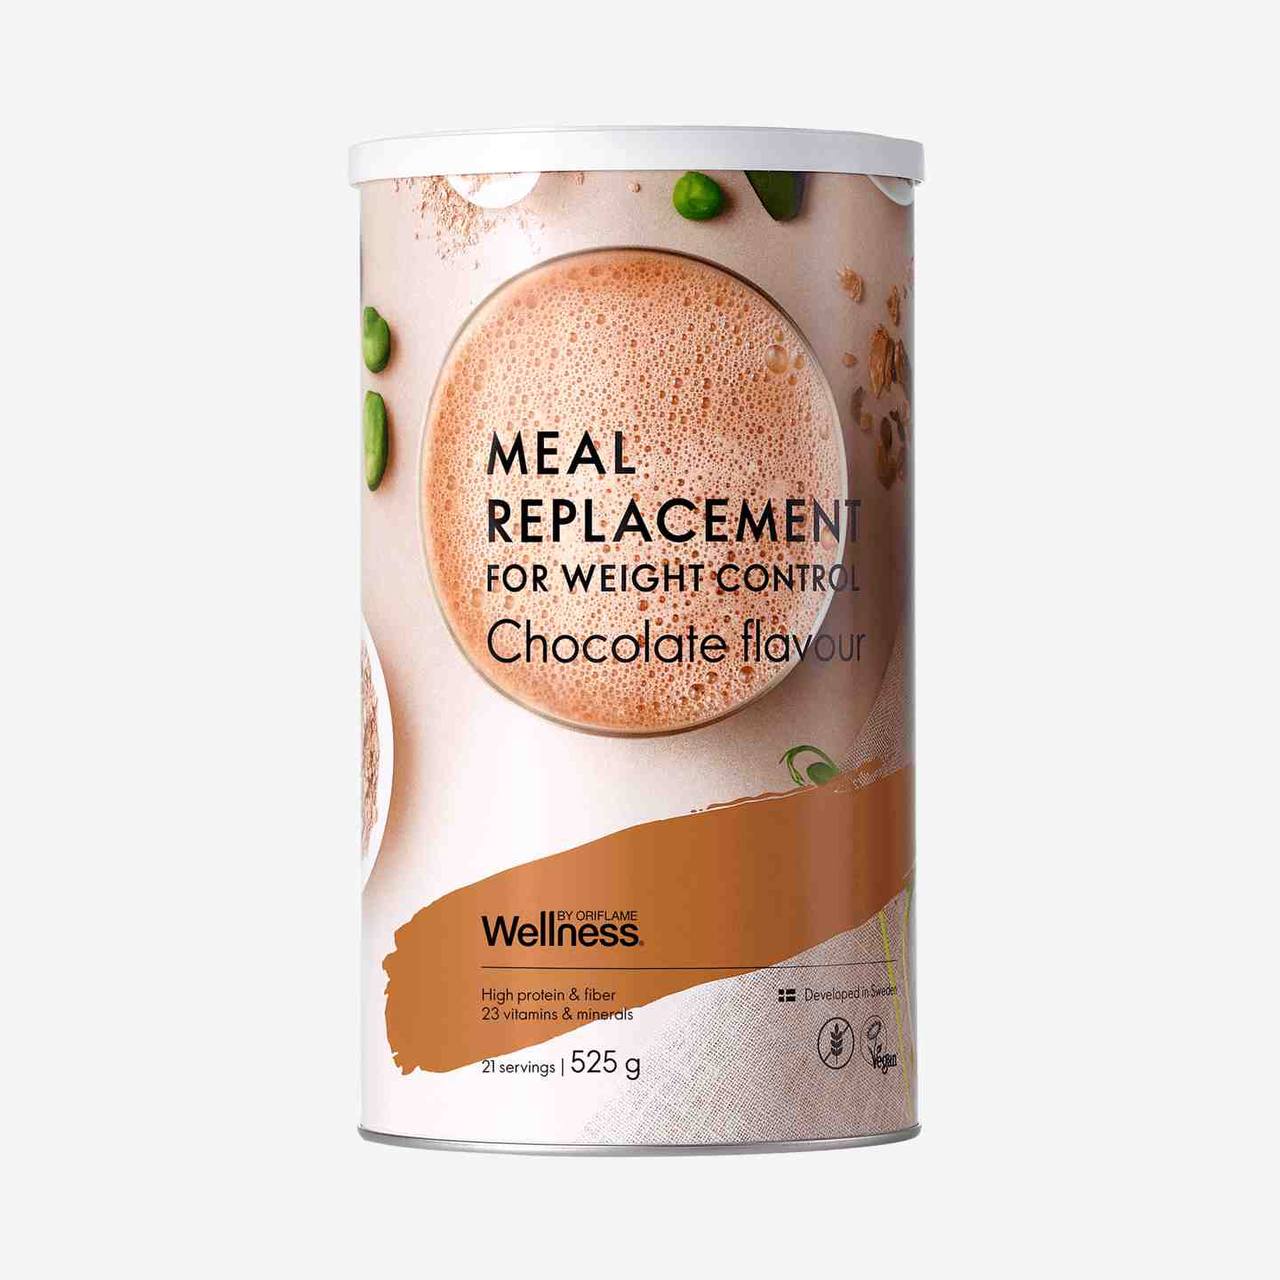 MEAL
REPLACEMENT
FOR WEIGHT CONTROL
Chocolate flavour
BY ORIFLAME
Wellness
High protein & fiber
23 vitamins & minerals
Developed in Sweden
Vegan
21 servings | 525 g